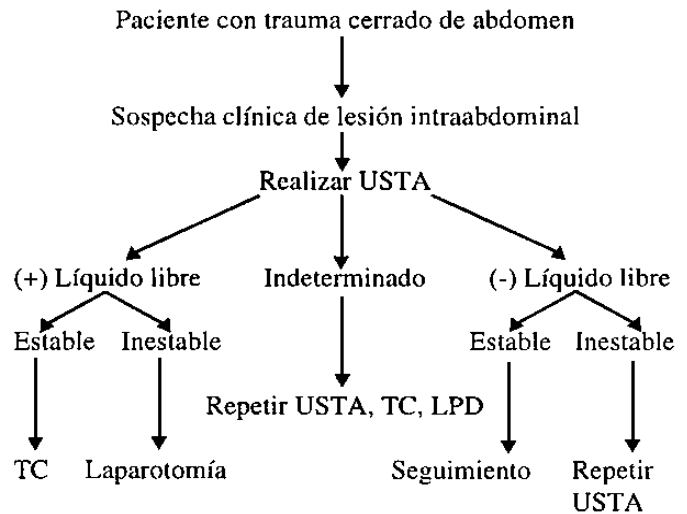 Paciente con trauma cerrado de abdomen
Sospecha clínica de lesión intraabdominal
Realizar USTA
(+) Líquido libre
Indeterminado
(-) Líquido libre
Estable
Inestable
Estable
Inestable
Repetir USTA, TC, LPD
TC
Laparotomía
Seguimiento
Repetir
USTA